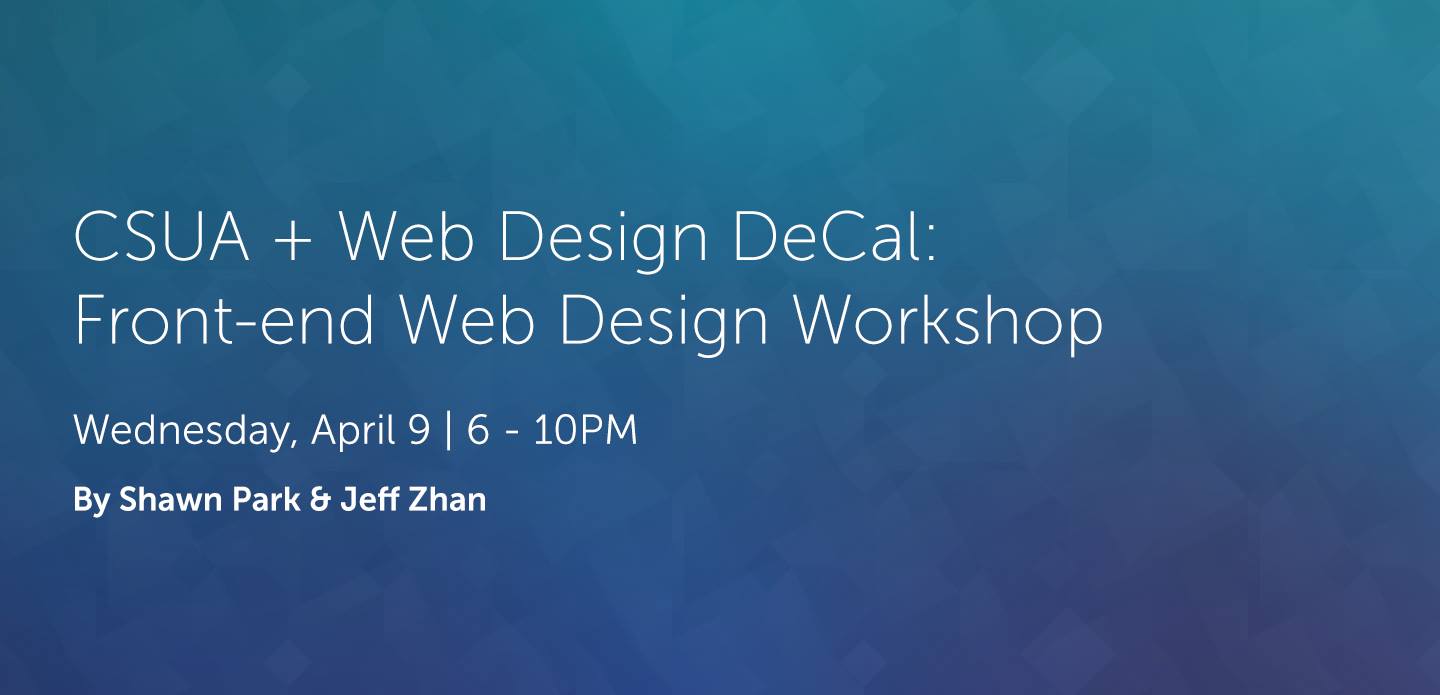 CSUA + Web Design DeCal:
Front-end Web Design Workshop
Wednesday, April 9 | 6 - 10PM
By Shawn Park & Jeff Zhan